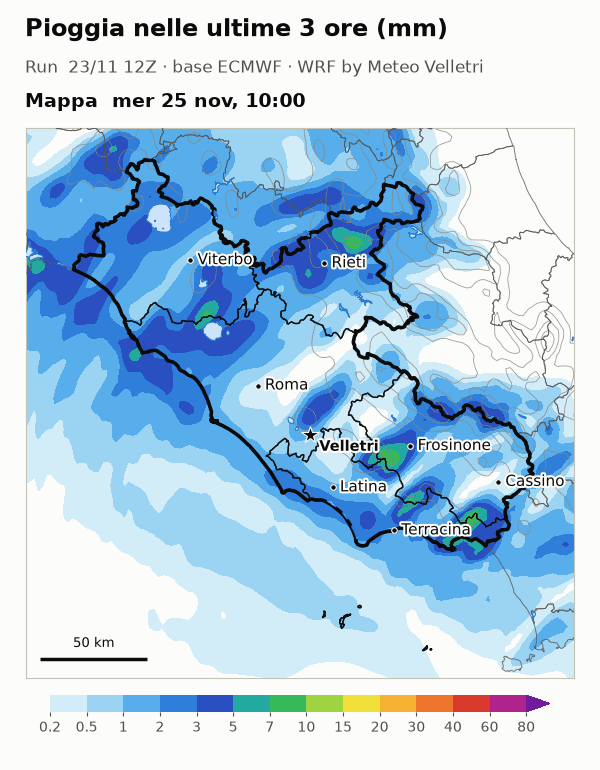 Pioggia nelle ultime 3 ore (mm)
Run  23/11 12Z · base ECMWF · WRF by Meteo Velletri
Mappa  mer 25 nov, 10:00
Viterbo
Rieti
Roma
Velletri
Frosinone
Cassino
Latina
Terracina
50 km
0.2 0.5 1 2 3 5 7 10 15 20 30 40 60 80